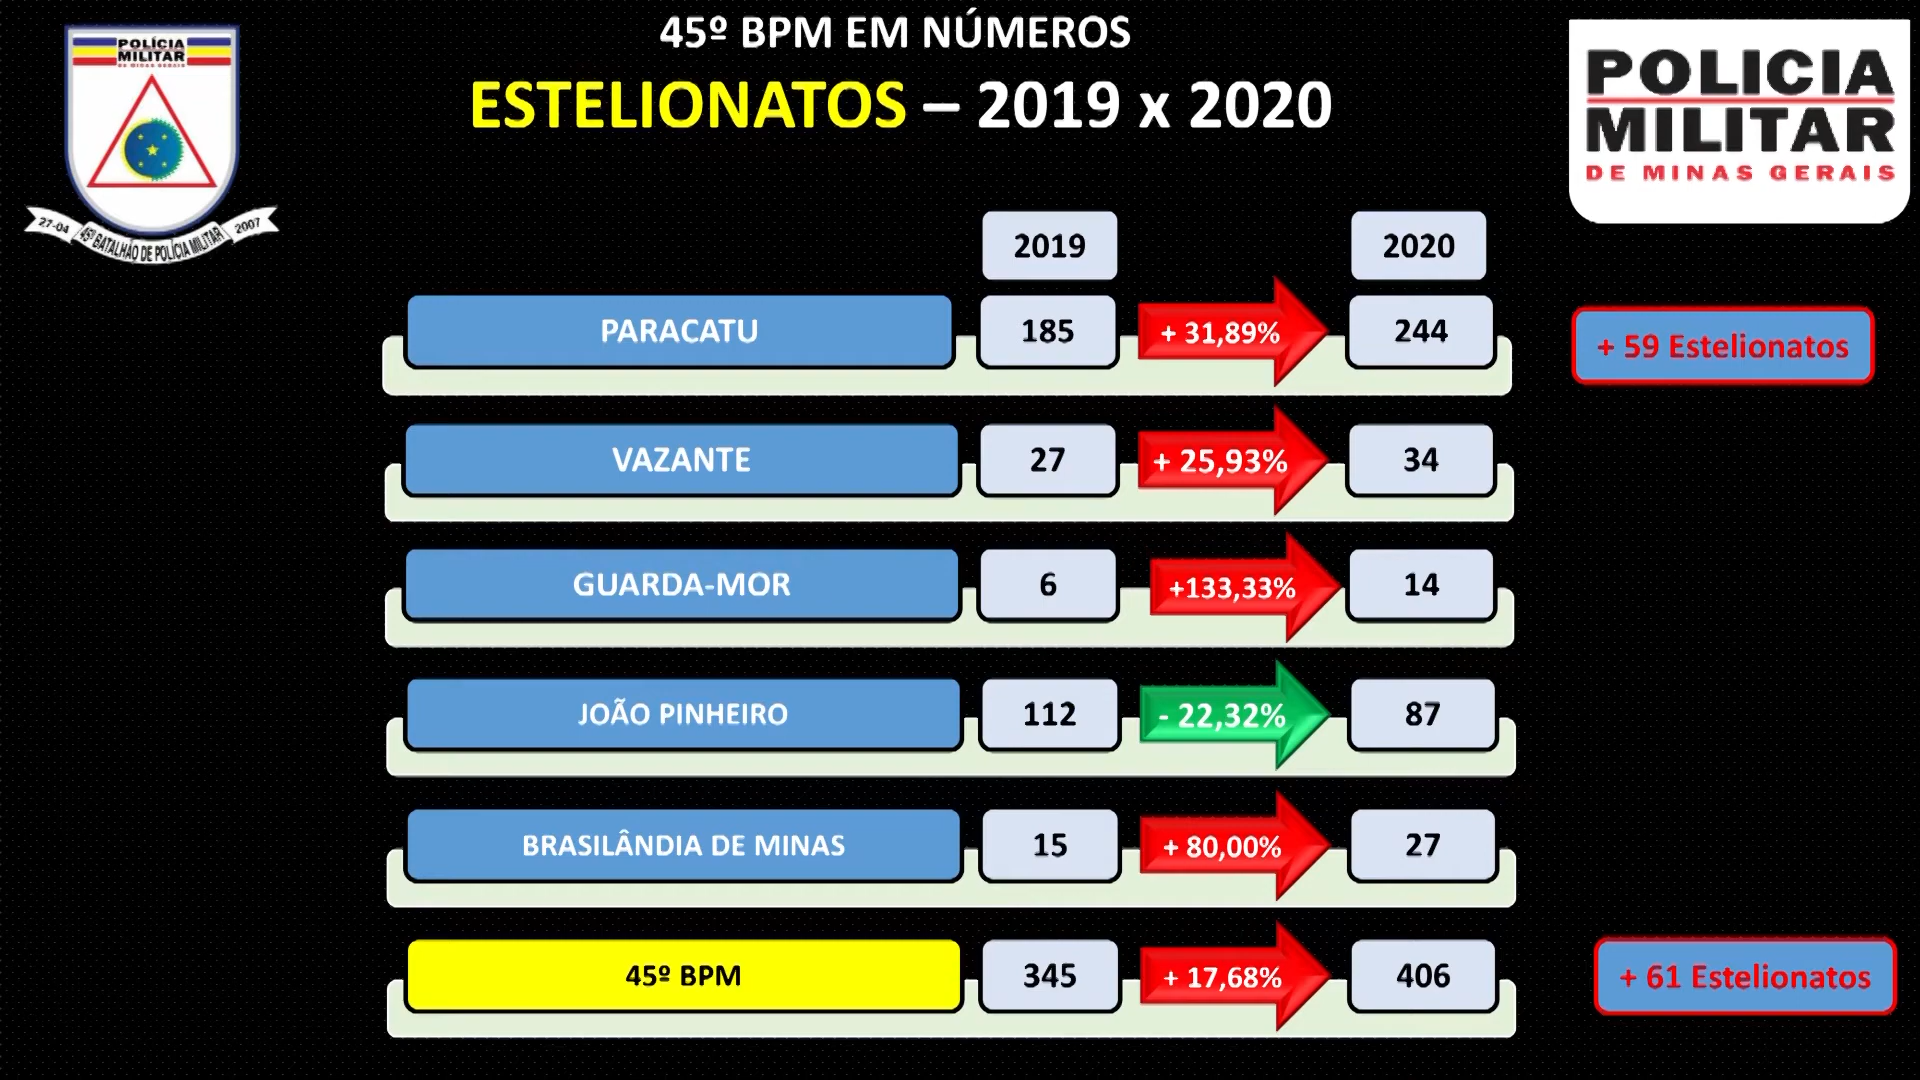 45º BPM EM NÚMEROS
ESTELIONATOS – 2019 x 2020
POLÍCIA
MILITAR
DE MINAS GERAIS
27-04 45º BATALHÃO DE POLÍCIA MILITAR 2007
POLICIA
MILITAR
DE MINAS GERAIS
2019 2020
PARACATU 185 + 31,89% 244 + 59 Estelionatos
VAZANTE 27 + 25,93% 34
GUARDA-MOR 6 +133,33% 14
JOÃO PINHEIRO 112 - 22,32% 87
BRASILÂNDIA DE MINAS 15 + 80,00% 27
45º BPM 345 + 17,68% 406 + 61 Estelionatos